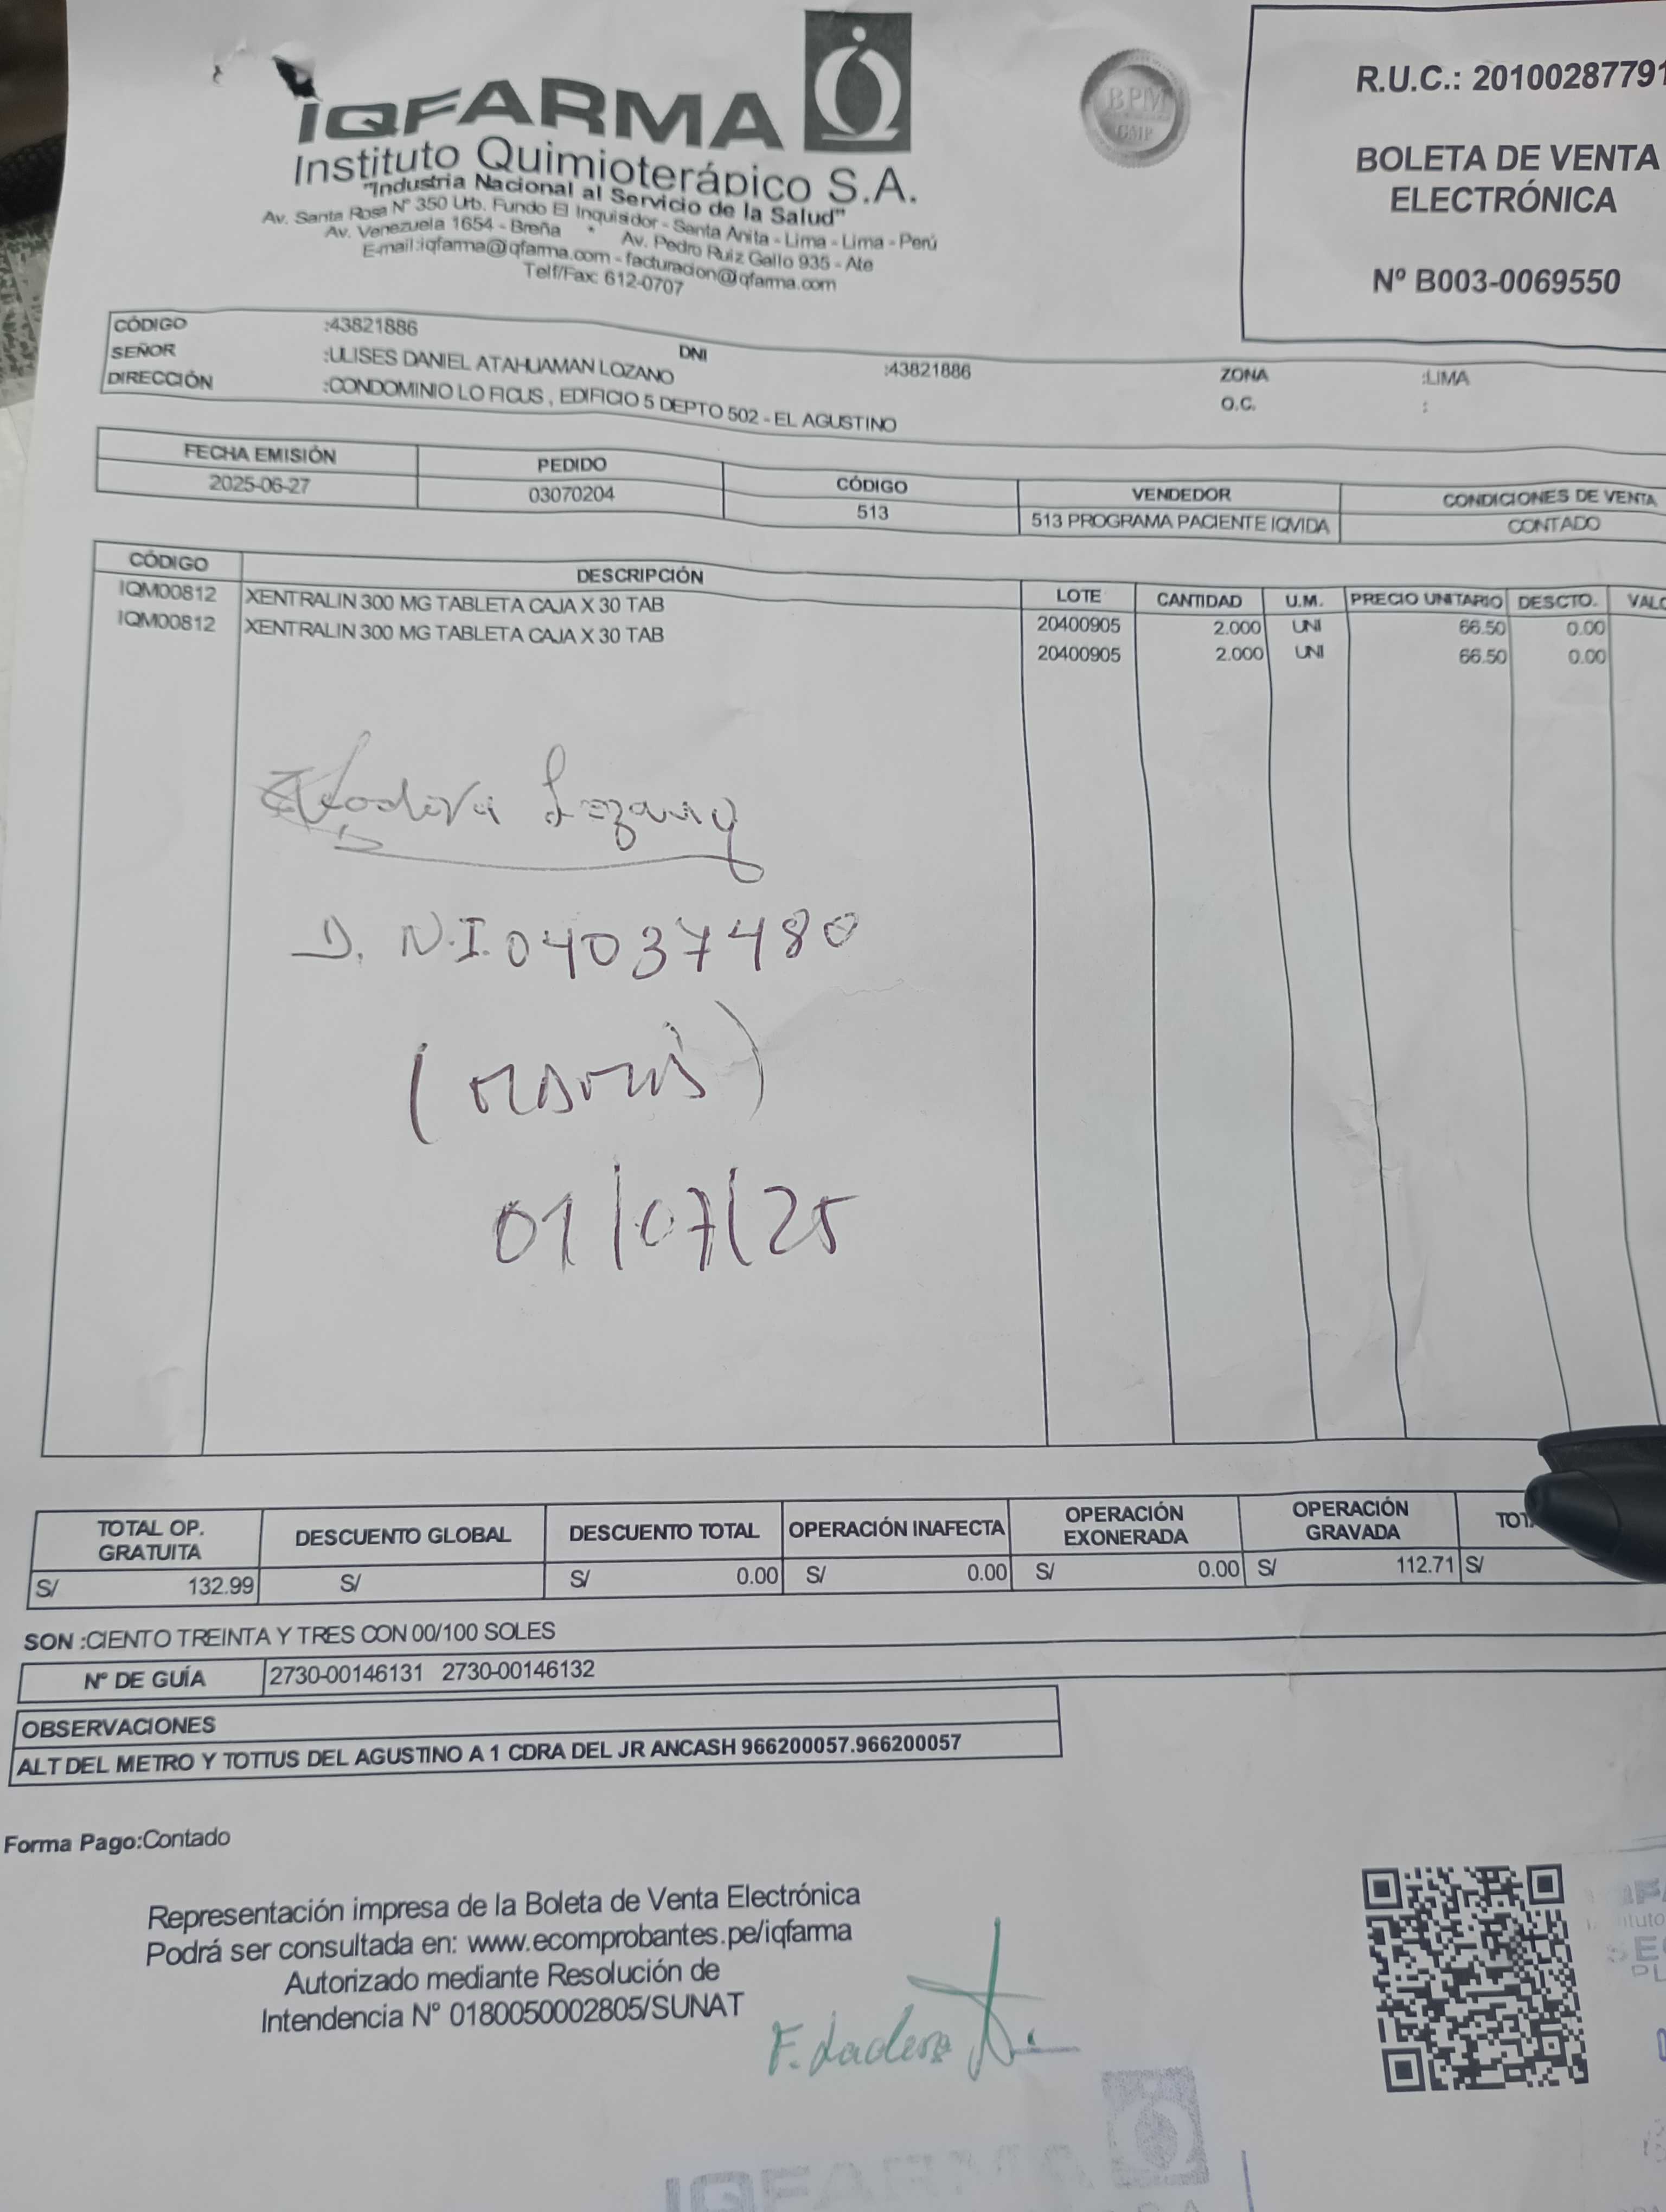 IQFARMA
Instituto Quimioterápico S.A.
"Industria Nacional al Servicio de la Salud"
Av. Santa Rosa N° 350 Urb. Fundo El Inquisidor - Santa Anita - Lima - Lima - Perú
Av. Venezuela 1654 - Breña * Av. Pedro Ruiz Gallo 935 - Ate
E-mail:iqfarma@iqfarma.com - facturacion@iqfarma.com
Telf/Fax: 612-0707
BPM
GMP
R.U.C.: 20100287791
BOLETA DE VENTA
ELECTRÓNICA
Nº B003-0069550
CÓDIGO :43821886 DNI :43821886 ZONA :LIMA
SEÑOR :ULISES DANIEL ATAHUAMAN LOZANO O.C. :
DIRECCIÓN :CONDOMINIO LO FICUS , EDIFICIO 5 DEPTO 502 - EL AGUSTINO
FECHA EMISIÓN PEDIDO CÓDIGO VENDEDOR CONDICIONES DE VENTA
2025-06-27 03070204 513 513 PROGRAMA PACIENTE IQVIDA CONTADO
CÓDIGO DESCRIPCIÓN LOTE CANTIDAD U.M. PRECIO UNITARIO DESCTO.
IQM00812 XENTRALIN 300 MG TABLETA CAJA X 30 TAB 20400905 2.000 UNI 66.50 0.00
IQM00812 XENTRALIN 300 MG TABLETA CAJA X 30 TAB 20400905 2.000 UNI 66.50 0.00
Lozano
D.N.I. 04037480
01/07/25
TOTAL OP. GRATUITA DESCUENTO GLOBAL DESCUENTO TOTAL OPERACIÓN INAFECTA OPERACIÓN EXONERADA OPERACIÓN GRAVADA
S/ 132.99 S/ S/ 0.00 S/ 0.00 S/ 0.00 S/ 112.71 S/
SON :CIENTO TREINTA Y TRES CON 00/100 SOLES
Nº DE GUÍA 2730-00146131 2730-00146132
OBSERVACIONES
ALT DEL METRO Y TOTTUS DEL AGUSTINO A 1 CDRA DEL JR ANCASH 966200057.966200057
Forma Pago:Contado
Representación impresa de la Boleta de Venta Electrónica
Podrá ser consultada en: www.ecomprobantes.pe/iqfarma
Autorizado mediante Resolución de
Intendencia N° 0180050002805/SUNAT
IQFARMA